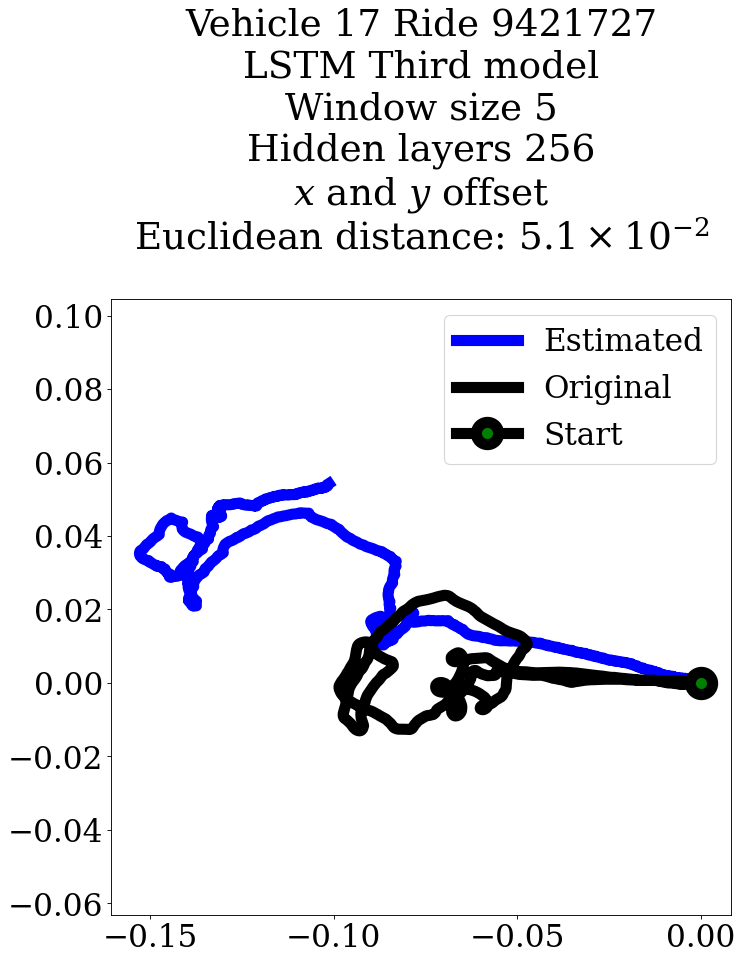 Vehicle 17 Ride 9421727
LSTM Third model
Window size 5
Hidden layers 256
x and y offset
Euclidean distance: 5.1 × 10⁻²
0.10
0.08
0.06
0.04
0.02
0.00
−0.02
−0.04
−0.06
Estimated
Original
Start
−0.15 −0.10 −0.05 0.00